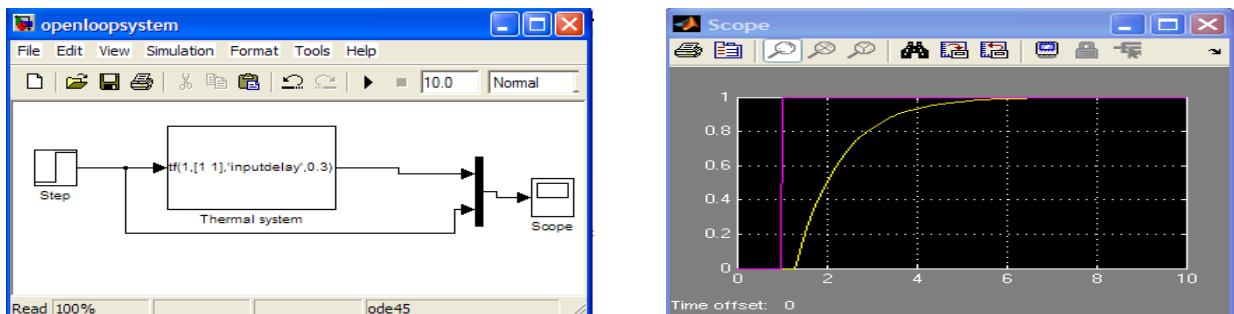 openloopsystem
File Edit View Simulation Format Tools Help
10.0 Normal
Step
tf(1,[1 1],'inputdelay',0.3)
Thermal system
Scope
Read 100% ode45
Scope
1
0.8
0.6
0.4
0.2
0
0 2 4 6 8 10
Time offset: 0